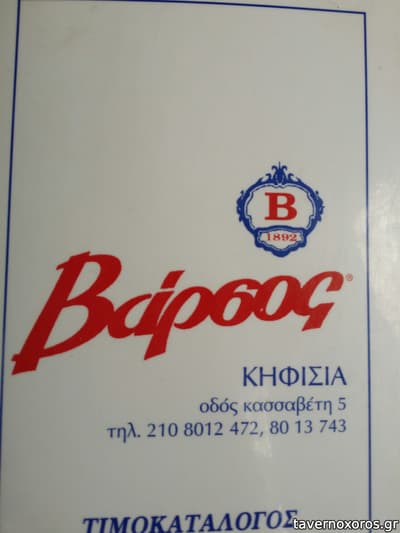 Β
1892
Βάρσος®
ΚΗΦΙΣΙΑ
οδός κασσαβέτη 5
τηλ. 210 8012 472, 80 13 743
ΤΙΜΟΚΑΤΑΛΟΓΟΣ
tavernoxoros.gr